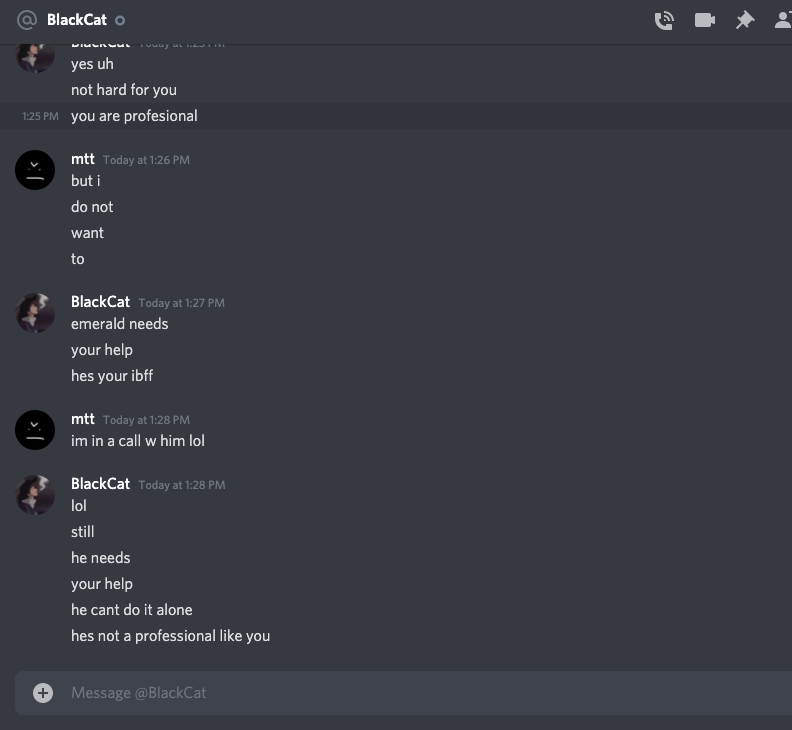 BlackCat
BlackCat Today at 1:25 PM
yes uh
not hard for you
1:25 PM you are profesional
mtt Today at 1:26 PM
but i
do not
want
to
BlackCat Today at 1:27 PM
emerald needs
your help
hes your ibff
mtt Today at 1:28 PM
im in a call w him lol
BlackCat Today at 1:28 PM
lol
still
he needs
your help
he cant do it alone
hes not a professional like you
Message @BlackCat